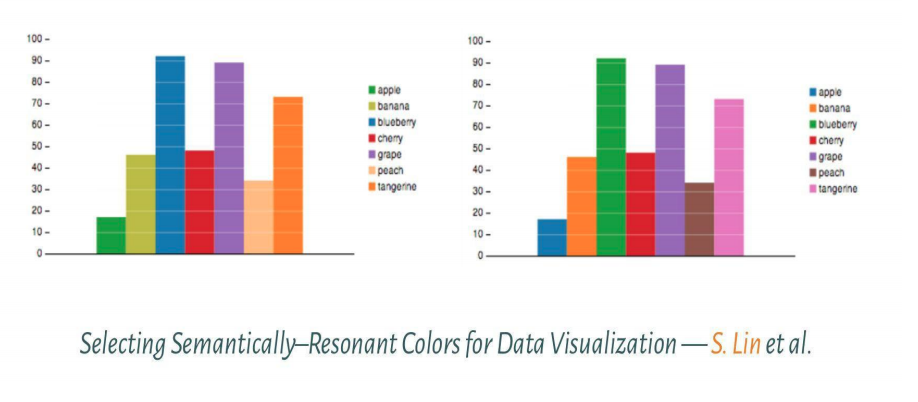 100
90
80
70
60
50
40
30
20
10
0
apple
banana
blueberry
cherry
grape
peach
tangerine
100
90
80
70
60
50
40
30
20
10
0
apple
banana
blueberry
cherry
grape
peach
tangerine
Selecting Semantically–Resonant Colors for Data Visualization — S. Lin et al.